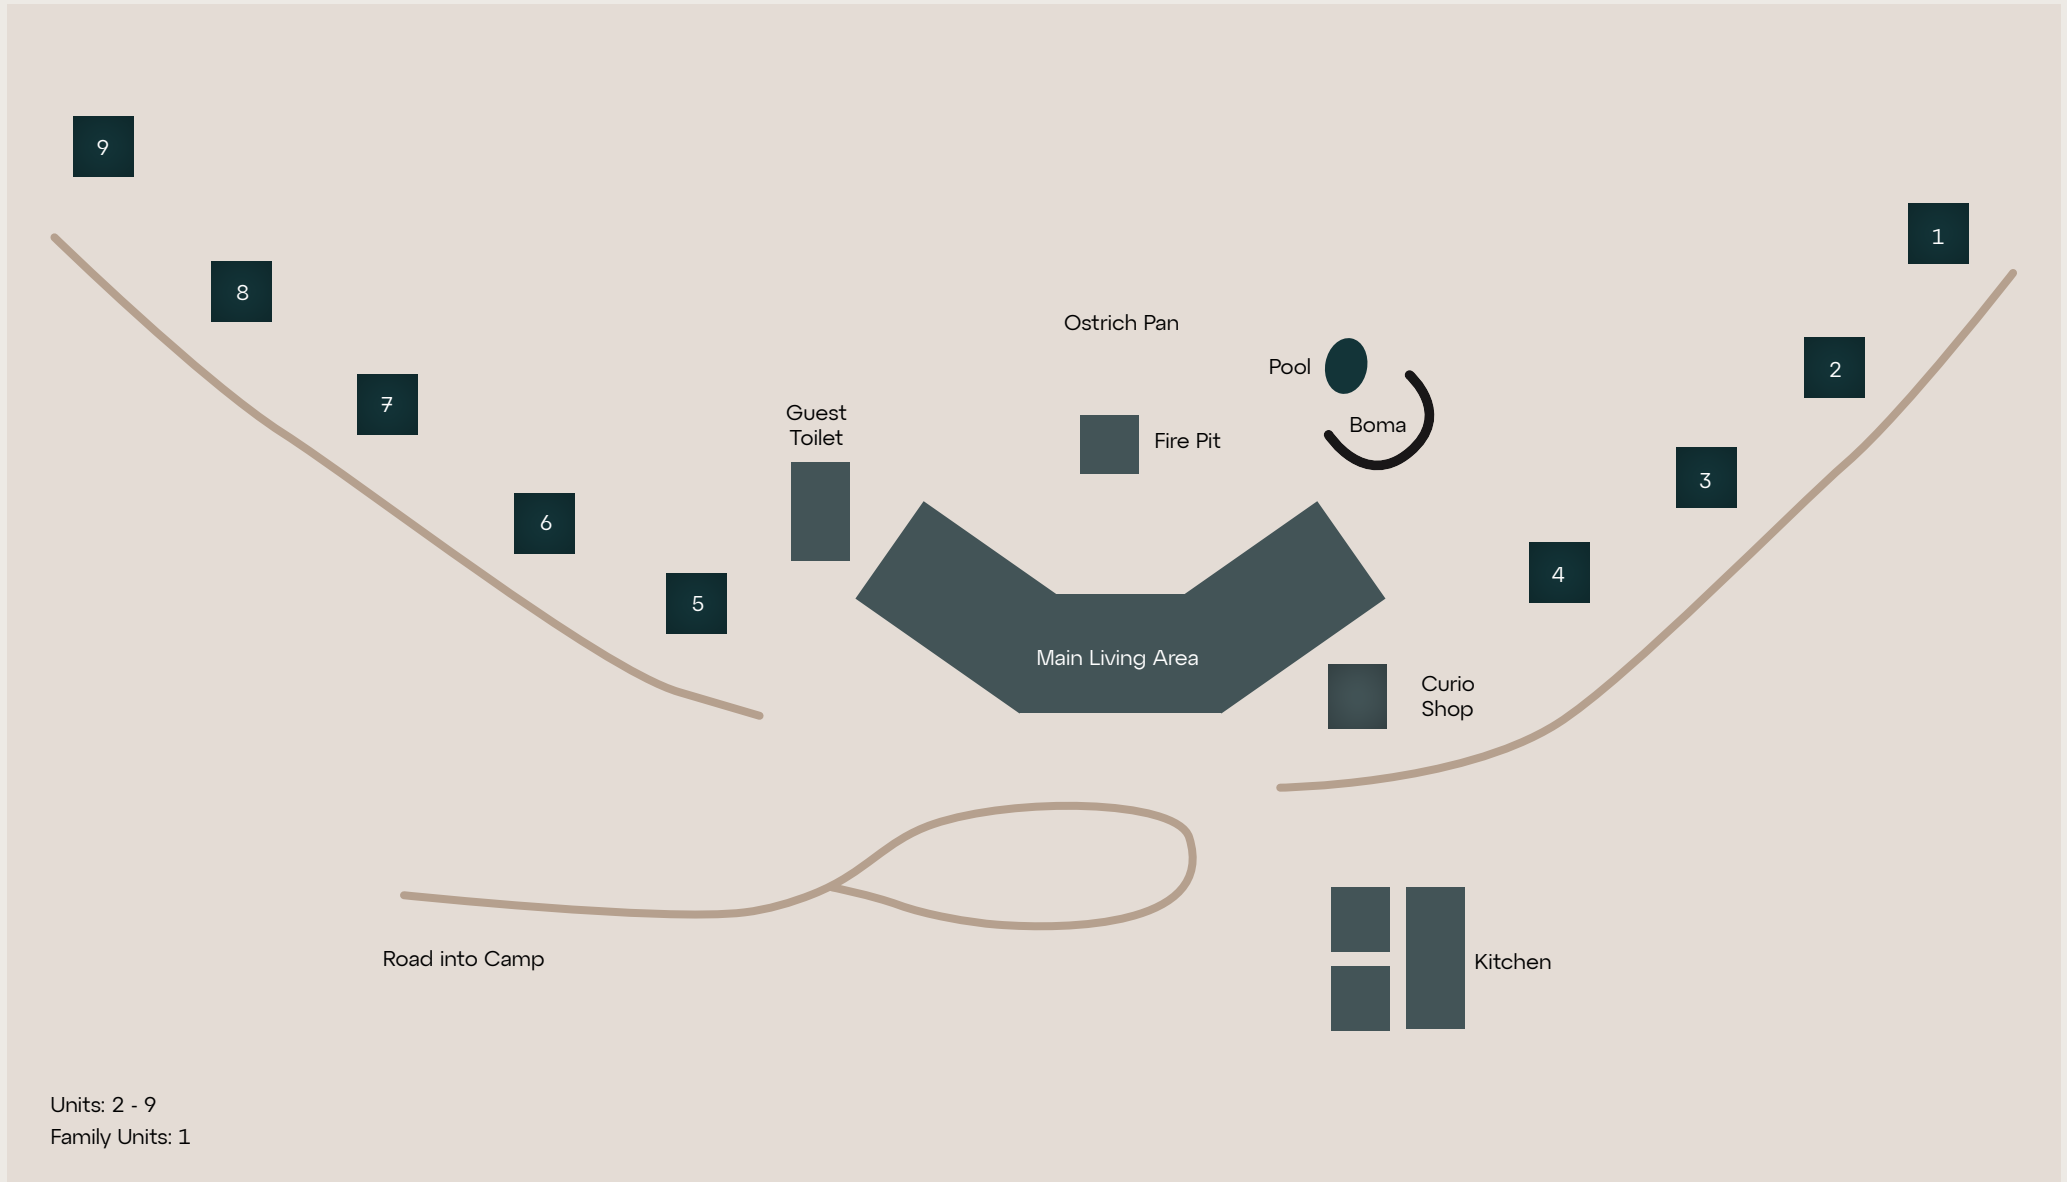 9
1
8
Ostrich Pan
2
Pool
7
Guest
Toilet
Boma
Fire Pit
3
6
4
5
Main Living Area
Curio
Shop
Road into Camp
Kitchen
Units: 2 - 9
Family Units: 1